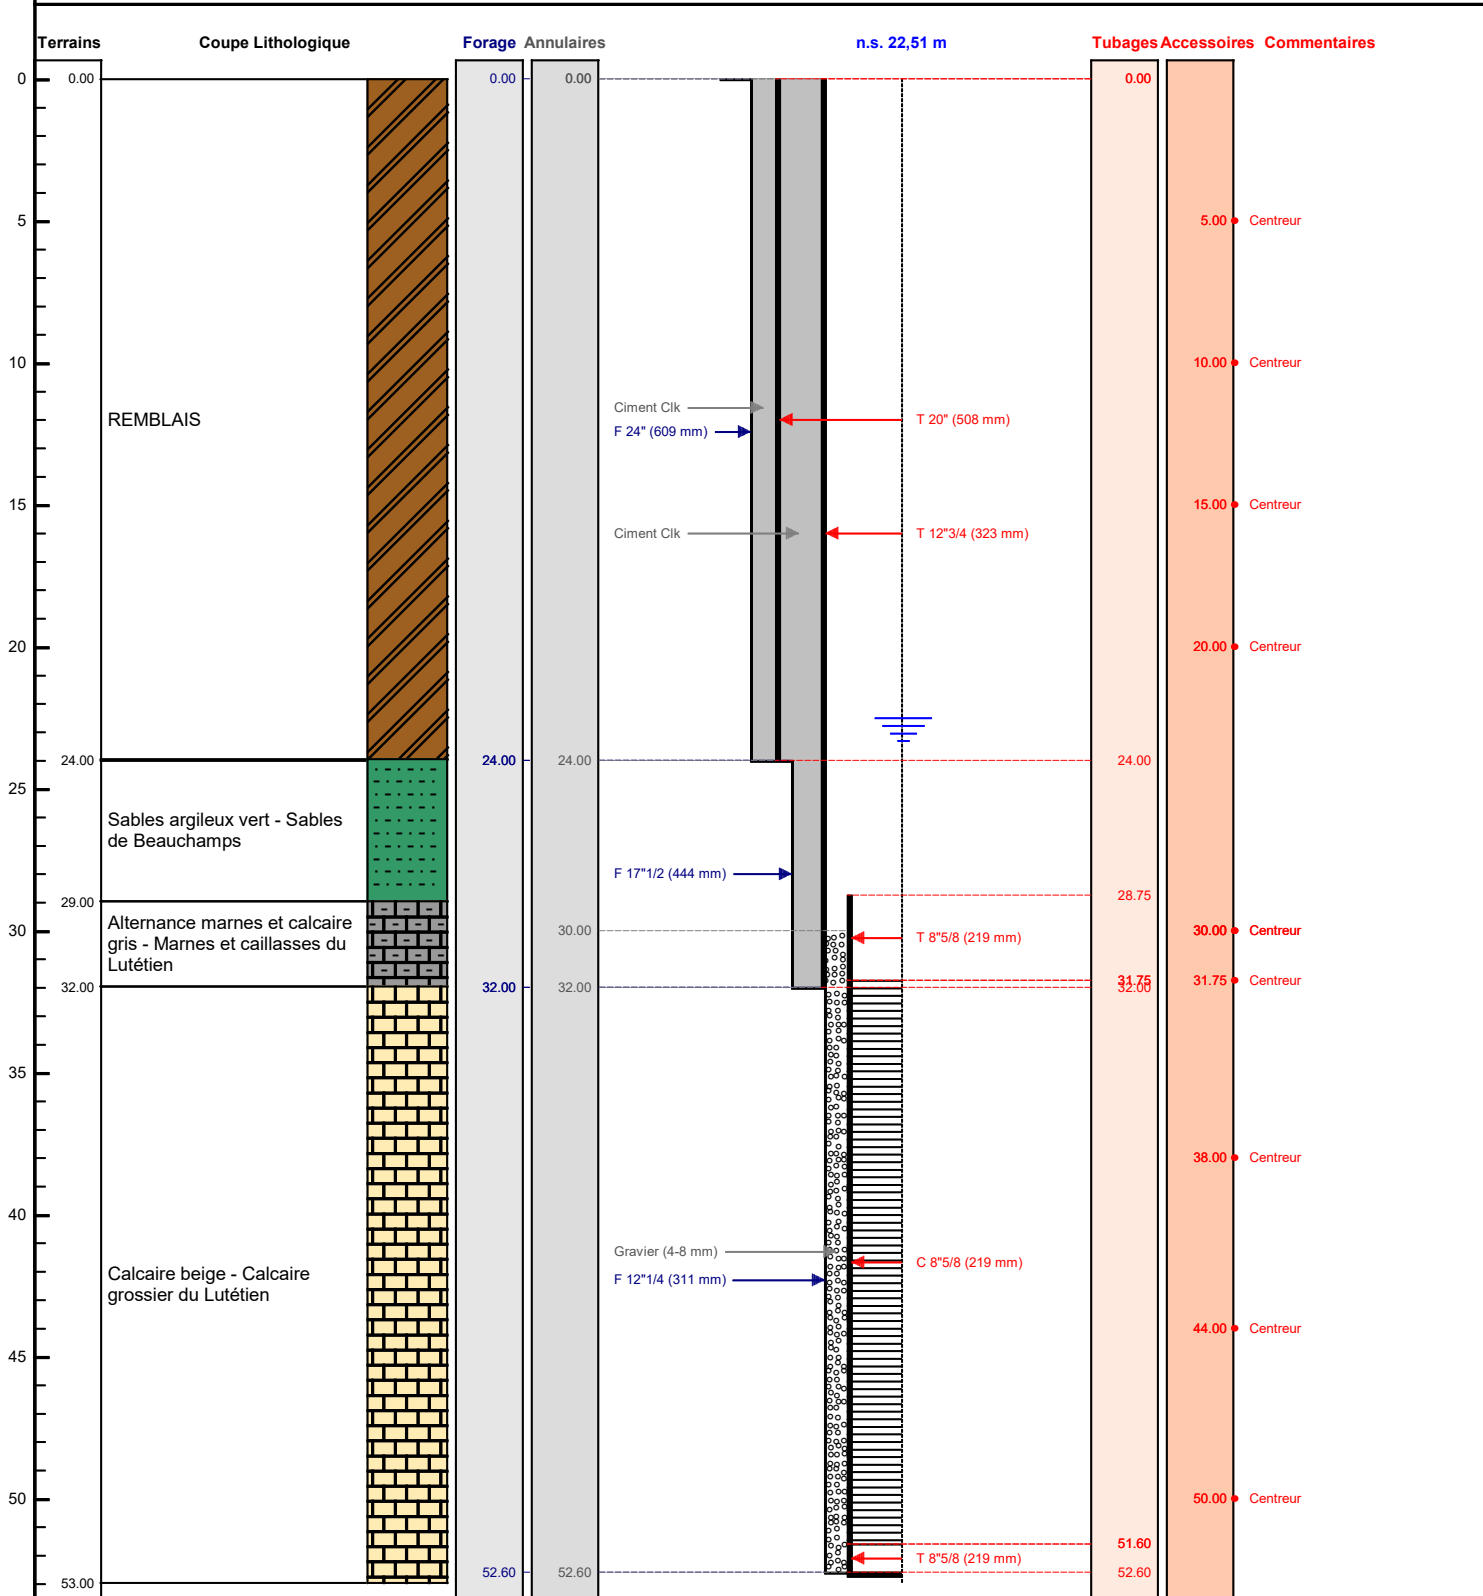 Terrains Coupe Lithologique Forage Annulaires n.s. 22,51 m Tubages Accessoires Commentaires
0 0.00 0.00 0.00 0.00
5 5.00 Centreur
10 10.00 Centreur
Ciment Clk
REMBLAIS T 20" (508 mm)
F 24" (609 mm)
15 15.00 Centreur
Ciment Clk T 12"3/4 (323 mm)
20 20.00 Centreur
24.00 24.00 24.00 24.00
25
Sables argileux vert - Sables
de Beauchamps
F 17"1/2 (444 mm)
28.75
29.00
Alternance marnes et calcaire
gris - Marnes et caillasses du
Lutétien
30 30.00 30.00 Centreur
T 8"5/8 (219 mm)
31.75 31.75 Centreur
32.00 32.00 32.00 32.00
35
38.00 Centreur
40
Gravier (4-8 mm)
C 8"5/8 (219 mm)
Calcaire beige - Calcaire
grossier du Lutétien
F 12"1/4 (311 mm)
44.00 Centreur
45
50 50.00 Centreur
51.60
T 8"5/8 (219 mm)
52.60 52.60 52.60
53.00